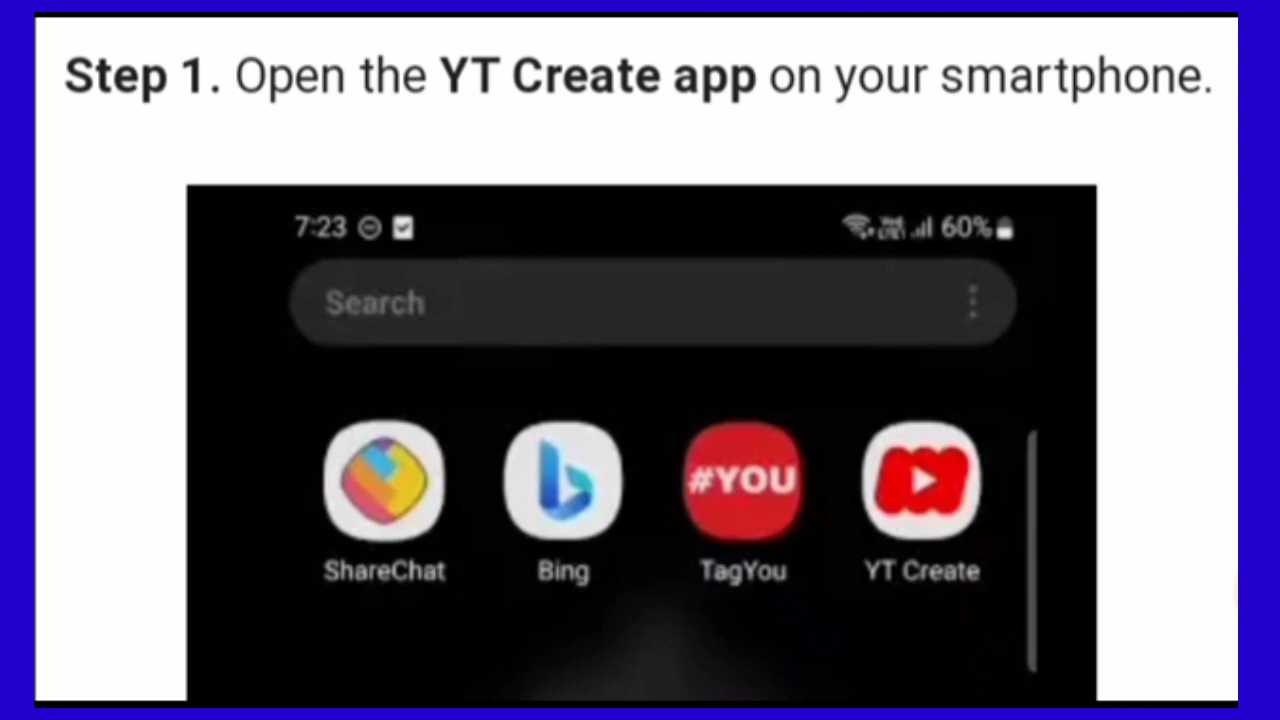 Step 1. Open the YT Create app on your smartphone.
7:23 60%
Search
#YOU
ShareChat Bing TagYou YT Create